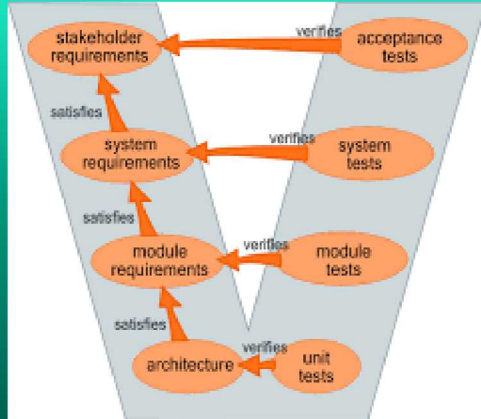 verifies
stakeholder
requirements
acceptance
tests
satisfies
verifies
system
requirements
system
tests
satisfies
verifies
module
requirements
module
tests
satisfies
verifies
architecture
unit
tests